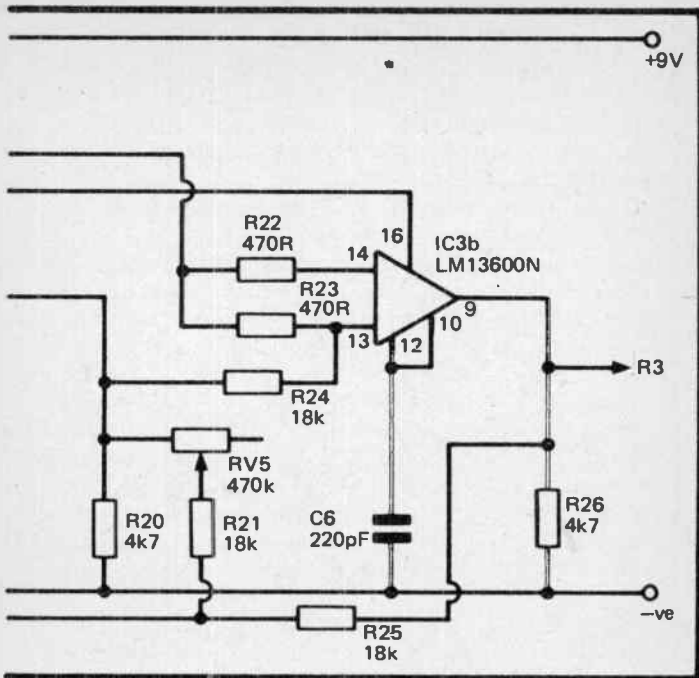 +9V
R22
470R
16
IC3b
LM13600N
14
R23
470R
9
10
13
12
R3
R24
18k
RV5
470k
R20
4k7
R21
18k
C6
220pF
R26
4k7
-ve
R25
18k